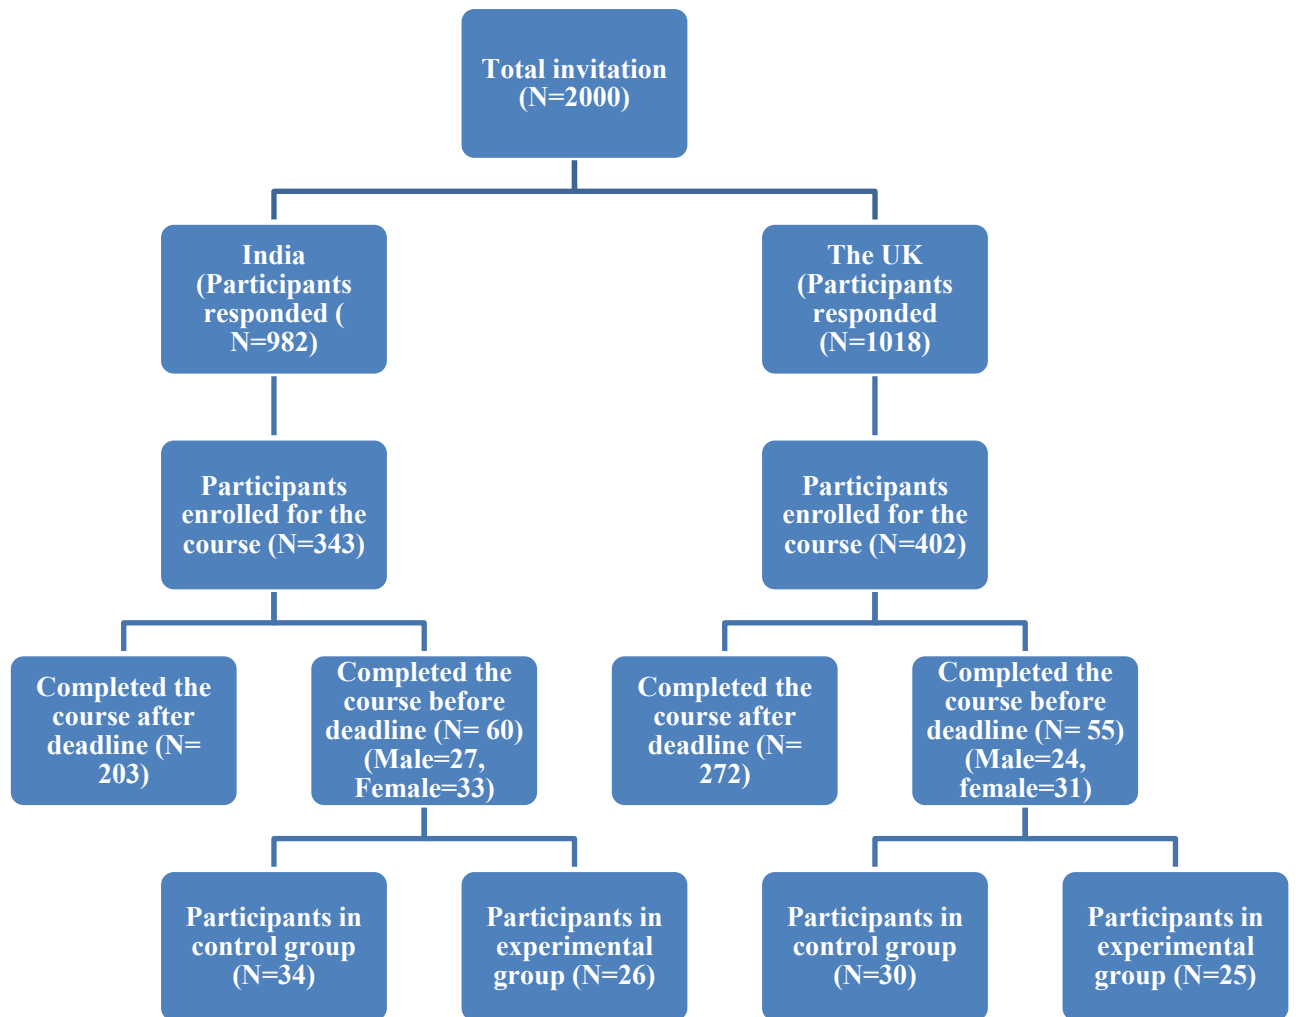 Total invitation
(N=2000)
India
(Participants
responded (
N=982)
The UK
(Participants
responded
(N=1018)
Participants
enrolled for the
course (N=343)
Participants
enrolled for the
course (N=402)
Completed the
course after
deadline (N=
203)
Completed the
course before
deadline (N= 60)
(Male=27,
Female=33)
Completed the
course after
deadline (N=
272)
Completed the
course before
deadline (N= 55)
(Male=24,
female=31)
Participants in
control group
(N=34)
Participants in
experimental
group (N=26)
Participants in
control group
(N=30)
Participants in
experimental
group (N=25)